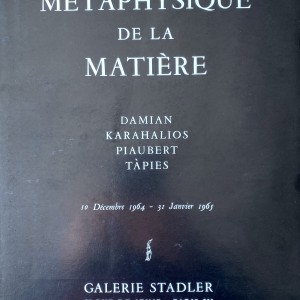 MÉTAPHYSIQUE
DE LA
MATIÈRE
DAMIAN
KARAHALIOS
PIAUBERT
TÀPIES
10 Décembre 1964 - 31 Janvier 1965
GALERIE STADLER